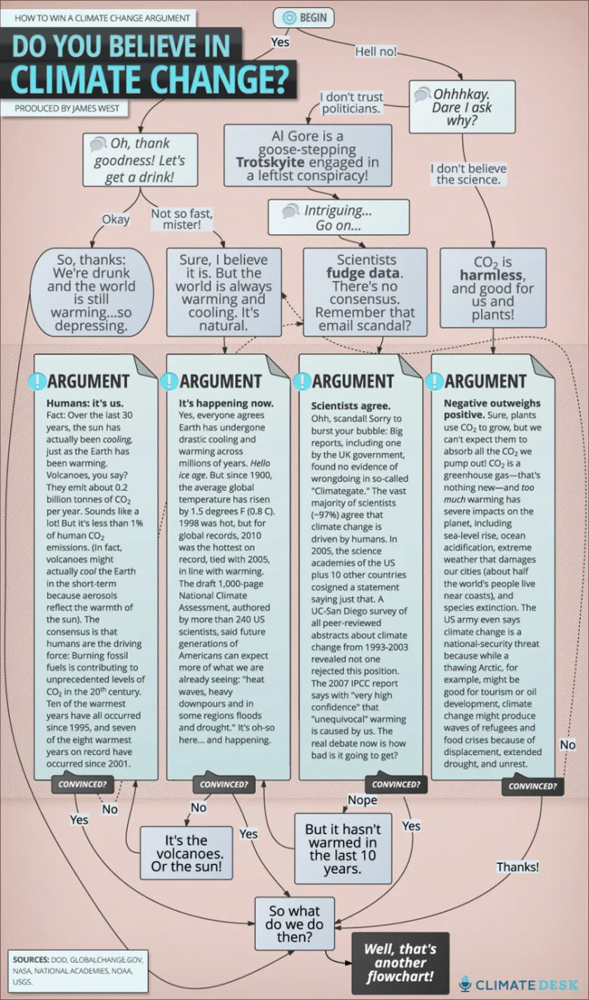 HOW TO WIN A CLIMATE CHANGE ARGUMENT
DO YOU BELIEVE IN
CLIMATE CHANGE?
PRODUCED BY JAMES WEST
BEGIN
Yes
Hell no!
Ohhhkay.
Dare I ask
why?
I don't trust
politicians.
Oh, thank
goodness! Let's
get a drink!
Al Gore is a
goose-stepping
Trotskyite engaged in
a leftist conspiracy!
I don't believe
the science.
Intriguing...
Go on...
Okay
Not so fast,
mister!
So, thanks:
We're drunk
and the world
is still
warming...so
depressing.
Sure, I believe
it is. But the
world is always
warming and
cooling. It's
natural.
Scientists
fudge data.
There's no
consensus.
Remember that
email scandal?
CO₂ is
harmless,
and good for
us and
plants!
! ARGUMENT
Humans: it's us.
Fact: Over the last 30
years, the sun has
actually been cooling,
just as the Earth has
been warming.
Volcanoes, you say?
They emit about 0.2
billion tonnes of CO₂
per year. Sounds like a
lot! But it's less than 1%
of human CO₂
emissions. (In fact,
volcanoes might
actually cool the Earth
in the short-term
because aerosols
reflect the warmth of
the sun). The
consensus is that
humans are the driving
force: Burning fossil
fuels is contributing to
unprecedented levels of
CO₂ in the 20th century.
Ten of the warmest
years have all occurred
since 1995, and seven
of the eight warmest
years on record have
occurred since 2001.
CONVINCED?
! ARGUMENT
It's happening now.
Yes, everyone agrees
Earth has undergone
drastic cooling and
warming across
millions of years. Hello
ice age. But since 1900,
the average global
temperature has risen
by 1.5 degrees F (0.8 C).
1998 was hot, but for
global records, 2010
was the hottest on
record, tied with 2005,
in line with warming.
The draft 1,000-page
National Climate
Assessment, authored
by more than 240 US
scientists, said future
generations of
Americans can expect
more of what we are
already seeing: "heat
waves, heavy
downpours and in
some regions floods
and drought." It's oh-so
here... and happening.
CONVINCED?
! ARGUMENT
Scientists agree.
Ohh, scandal! Sorry to
burst your bubble: Big
reports, including one
by the UK government,
found no evidence of
wrongdoing in so-called
"Climategate." The vast
majority of scientists
(~97%) agree that
climate change is
driven by humans. In
2005, the science
academies of the US
plus 10 other countries
cosigned a statement
saying just that. A
UC-San Diego survey of
all peer-reviewed
abstracts about climate
change from 1993-2003
revealed not one
rejected this position.
The 2007 IPCC report
says with "very high
confidence" that
"unequivocal" warming
is caused by us. The
real debate now is how
bad is it going to get?
CONVINCED?
! ARGUMENT
Negative outweighs
positive. Sure, plants
use CO₂ to grow, but we
can't expect them to
absorb all the CO₂ we
pump out! CO₂ is a
greenhouse gas—that's
nothing new—and too
much warming has
severe impacts on the
planet, including
sea-level rise, ocean
acidification, extreme
weather that damages
our cities (about half
the world's people live
near coasts), and
species extinction. The
US army even says
climate change is a
national-security threat
because while a
thawing Arctic, for
example, might be
good for tourism or oil
development, climate
change might produce
waves of refugees and
food crises because of
displacement, extended
drought, and unrest.
CONVINCED?
No
Yes
No
No
Yes
Nope
Yes
Thanks!
It's the
volcanoes.
Or the sun!
But it hasn't
warmed in
the last 10
years.
So what
do we do
then?
Well, that's
another
flowchart!
SOURCES: DOD, GLOBALCHANGE.GOV,
NASA, NATIONAL ACADEMIES, NOAA,
USGS.
CLIMATE DESK